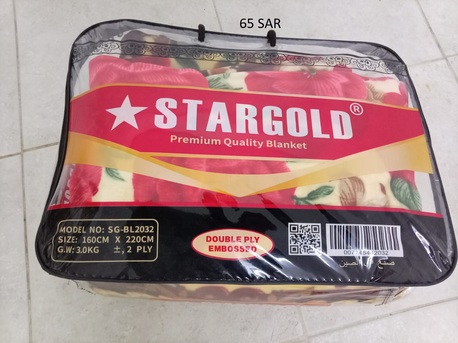 65 SAR
★ STARGOLD®
Premium Quality Blanket
MODEL NO: SG-BL2032
SIZE: 160CM X 220CM
G.W: 3.0KG ±, 2 PLY
DOUBLE PLY
EMBOSSED